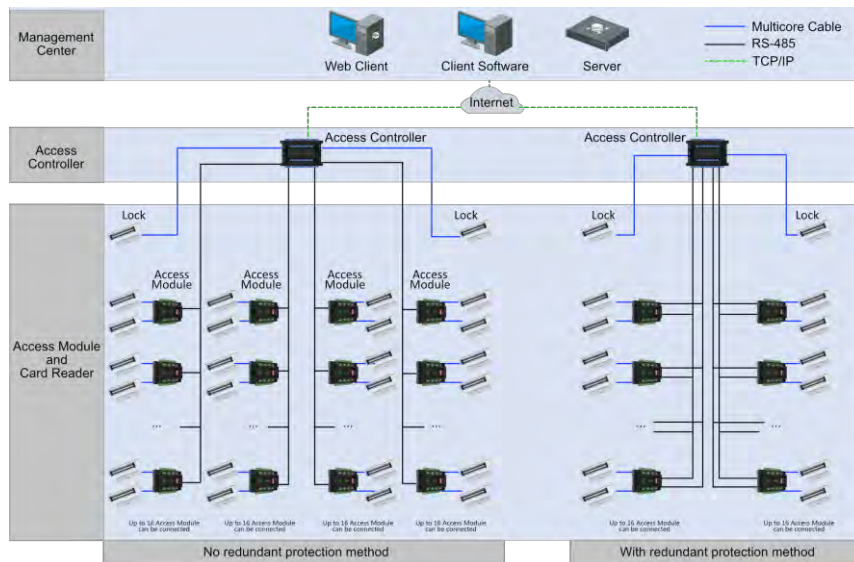 Management
Center
Web Client
Client Software
Server
Multicore Cable
RS-485
TCP/IP
Internet
Access
Controller
Access Controller
Access Controller
Lock
Lock
Lock
Lock
Access
Module
Access
Module
Access
Module
Access
Module
Access Module
and
Card Reader
...
...
...
...
...
...
Up to 16 Access Module
can be connected
Up to 16 Access Module
can be connected
Up to 16 Access Module
can be connected
Up to 16 Access Module
can be connected
Up to 16 Access Module
can be connected
Up to 16 Access Module
can be connected
No redundant protection method
With redundant protection method